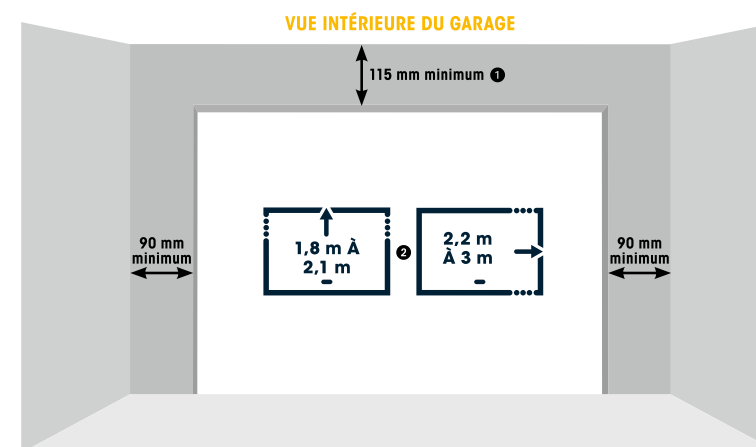 VUE INTÉRIEURE DU GARAGE
115 mm minimum 1
90 mm
minimum
1,8 m À
2,1 m
2
2,2 m
À 3 m
90 mm
minimum